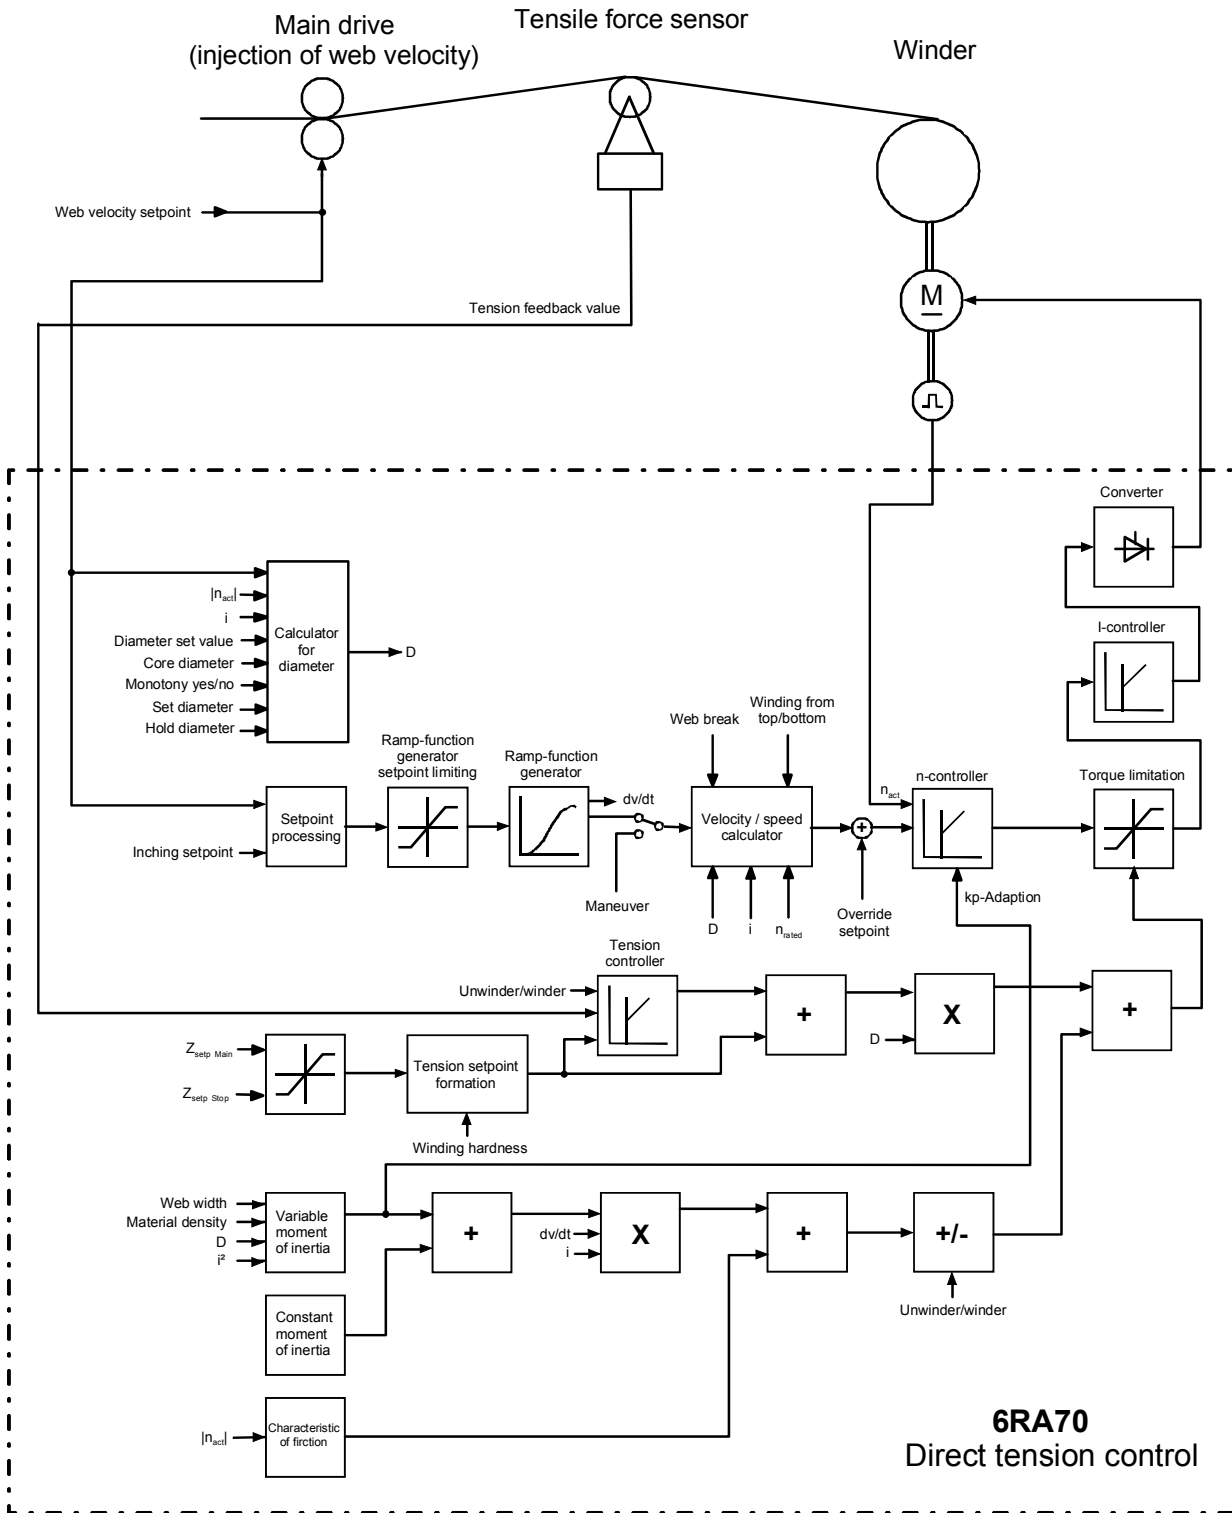 Main drive
(injection of web velocity)
Tensile force sensor
Winder
Web velocity setpoint
Tension feedback value
M
Converter
|nact|
i
Diameter set value
Core diameter
Monotony yes/no
Set diameter
Hold diameter
Calculator
for
diameter
D
I-controller
Web break
Winding from
top/bottom
Ramp-function
generator
setpoint limiting
Ramp-function
generator
n-controller
Torque limitation
nact
dv/dt
Setpoint
processing
Velocity / speed
calculator
+
Inching setpoint
Maneuver
D
i
nrated
Override
setpoint
kp-Adaption
Tension
controller
Unwinder/winder
+
X
D
+
Zsetp Main
Zsetp Stop
Tension setpoint
formation
Winding hardness
Web width
Material density
D
i²
Variable
moment
of inertia
+
dv/dt
i
X
+
+/-
Unwinder/winder
Constant
moment
of inertia
|nact|
Characteristic
of firction
6RA70
Direct tension control